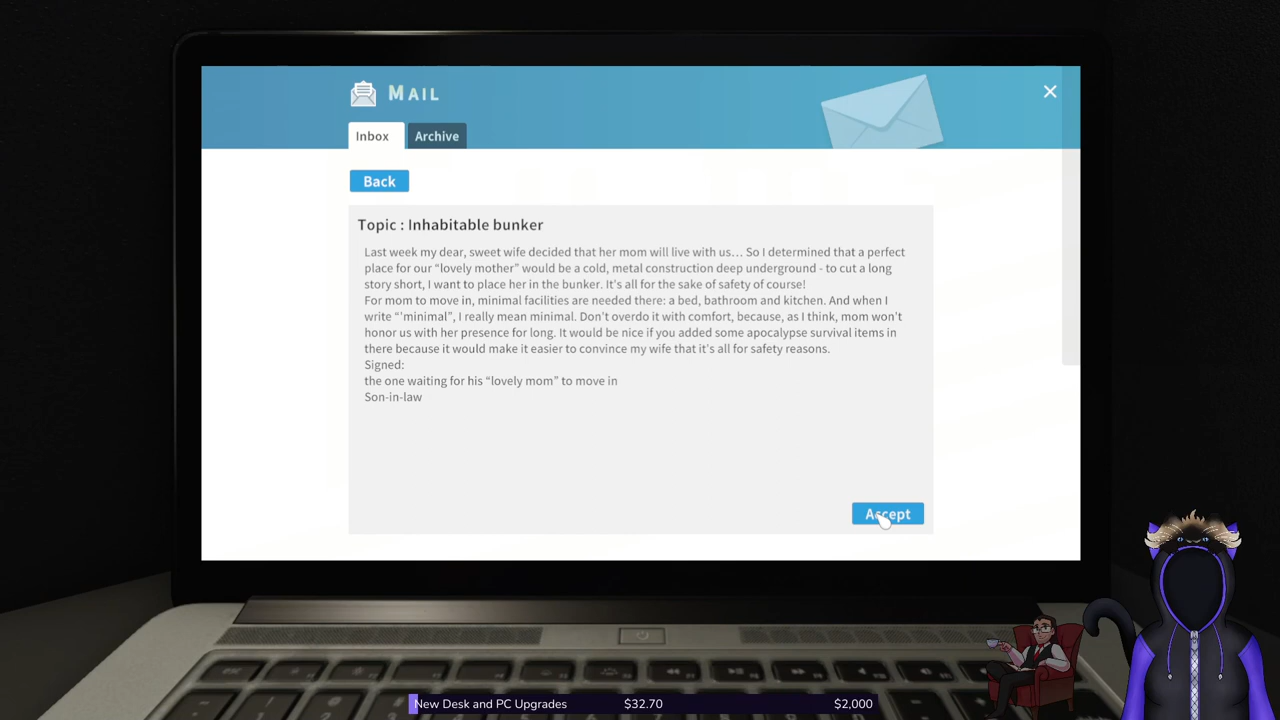 MAIL
Inbox
Archive
Back
Topic : Inhabitable bunker
Last week my dear, sweet wife decided that her mom will live with us… So I determined that a perfect
place for our “lovely mother” would be a cold, metal construction deep underground - to cut a long
story short, I want to place her in the bunker. It's all for the sake of safety of course!
For mom to move in, minimal facilities are needed there: a bed, bathroom and kitchen. And when I
write “'minimal”, I really mean minimal. Don't overdo it with comfort, because, as I think, mom won't
honor us with her presence for long. It would be nice if you added some apocalypse survival items in
there because it would make it easier to convince my wife that it's all for safety reasons.
Signed:
the one waiting for his “lovely mom” to move in
Son-in-law
Accept
New Desk and PC Upgrades $32.70 $2,000